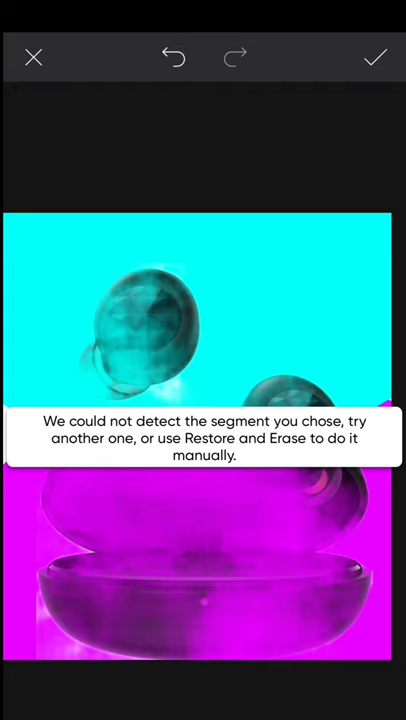 We could not detect the segment you chose, try
another one, or use Restore and Erase to do it
manually.